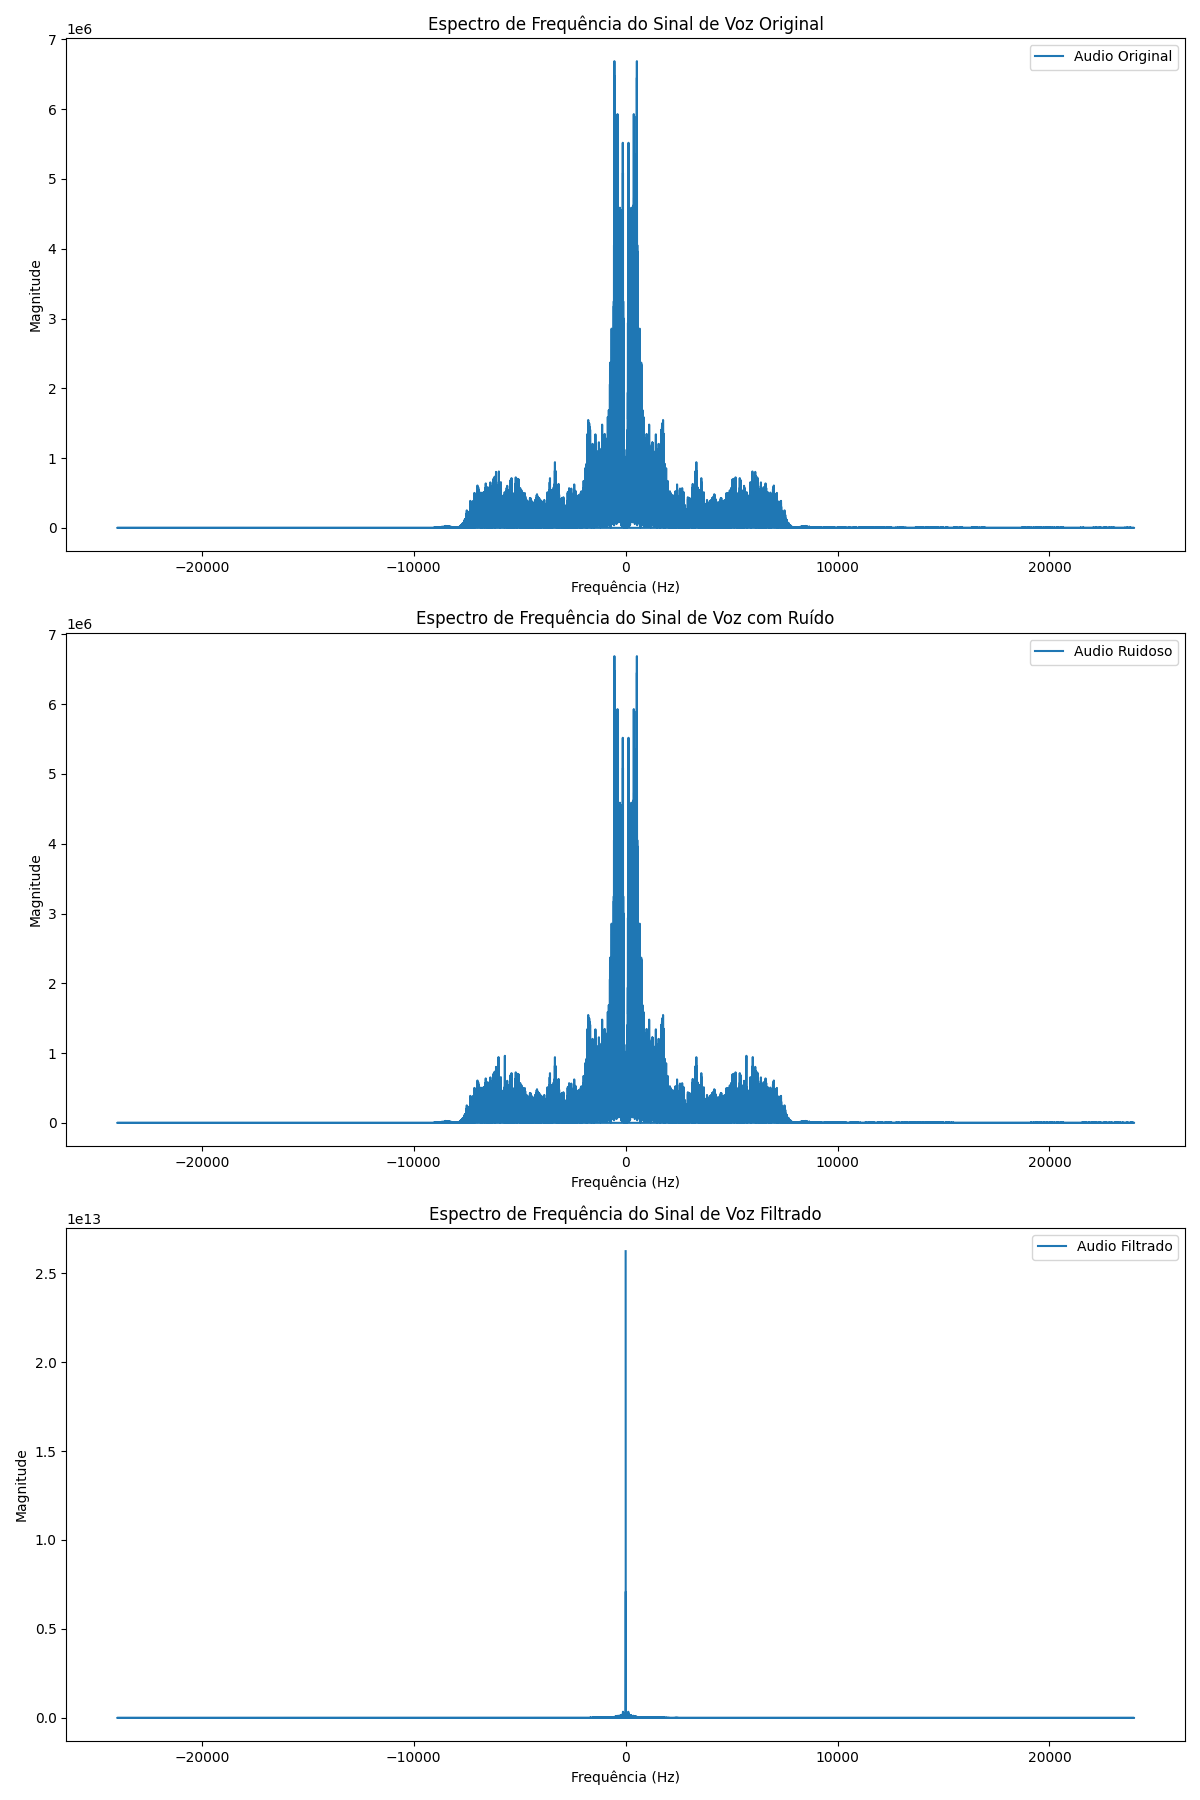 Espectro de Frequência do Sinal de Voz Original
1e6
Audio Original
7
6
5
4
3
2
1
0
Magnitude
−20000 −10000 0 10000 20000
Frequência (Hz)
Espectro de Frequência do Sinal de Voz com Ruído
1e6
Audio Ruidoso
7
6
5
4
3
2
1
0
Magnitude
−20000 −10000 0 10000 20000
Frequência (Hz)
Espectro de Frequência do Sinal de Voz Filtrado
1e13
Audio Filtrado
2.5
2.0
1.5
1.0
0.5
0.0
Magnitude
−20000 −10000 0 10000 20000
Frequência (Hz)